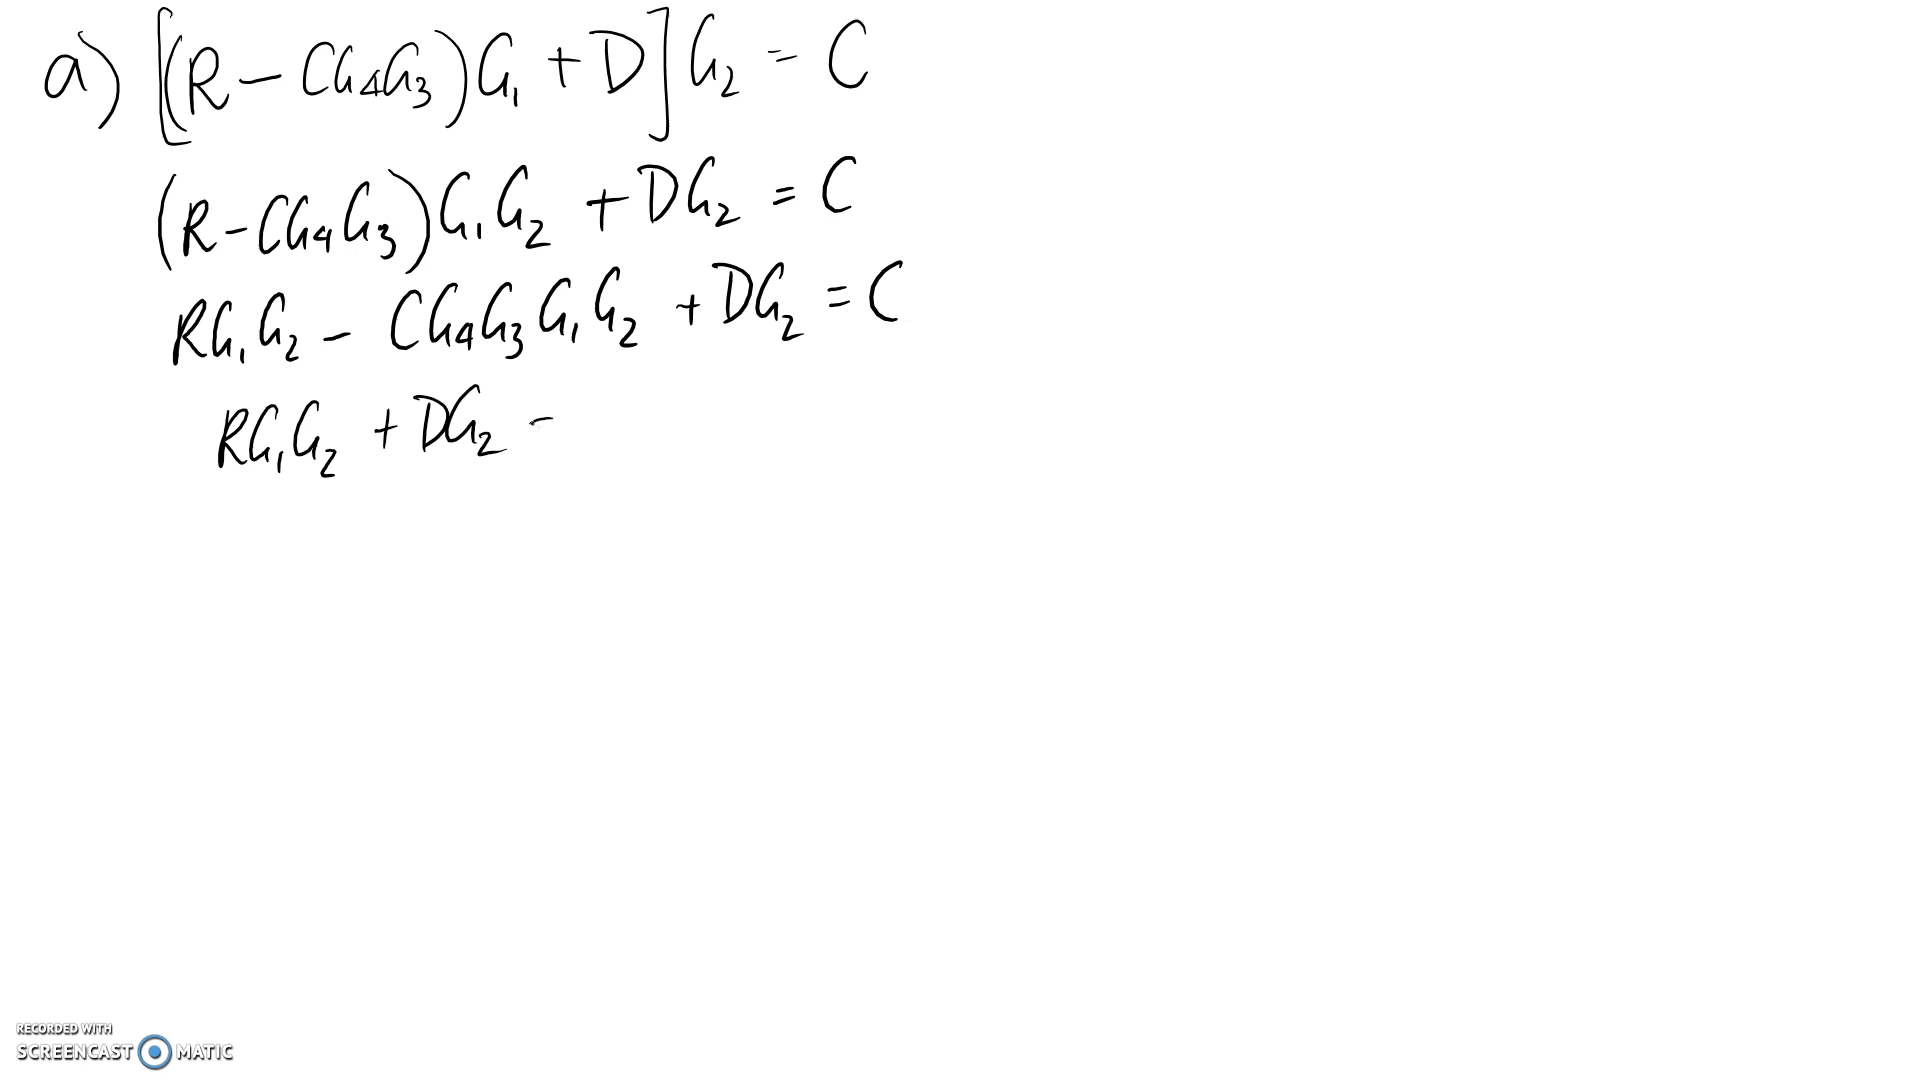 a) [(R - CG₄G₃)G₁ + D]G₂ = C
(R - CG₄G₃)G₁G₂ + DG₂ = C
RG₁G₂ - CG₄G₃G₁G₂ + DG₂ = C
RG₁G₂ + DG₂ -
RECORDED WITH
SCREENCAST MATIC